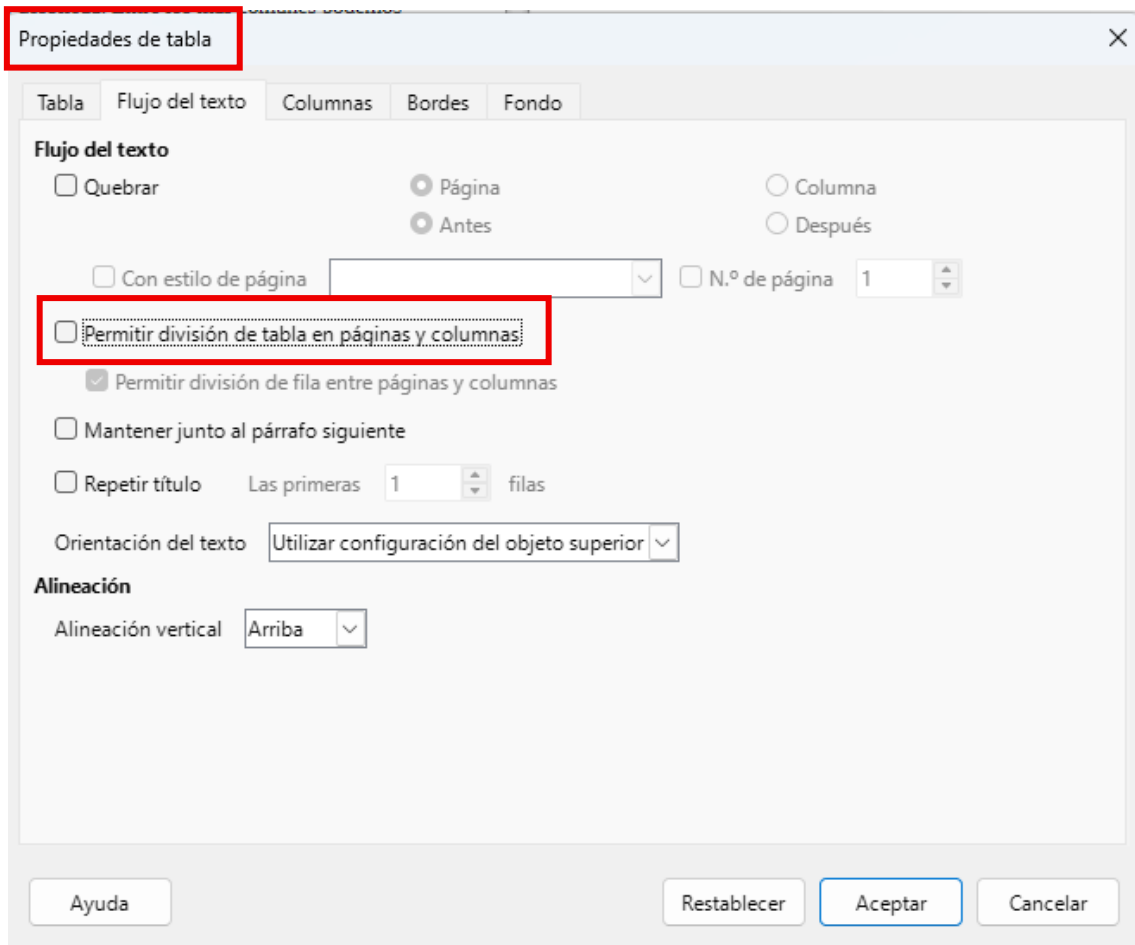 Propiedades de tabla
Tabla Flujo del texto Columnas Bordes Fondo
Flujo del texto
Quebrar Página Columna
Antes Después
Con estilo de página N.º de página 1
Permitir división de tabla en páginas y columnas
Permitir división de fila entre páginas y columnas
Mantener junto al párrafo siguiente
Repetir título Las primeras 1 filas
Orientación del texto Utilizar configuración del objeto superior
Alineación
Alineación vertical Arriba
Ayuda Restablecer Aceptar Cancelar